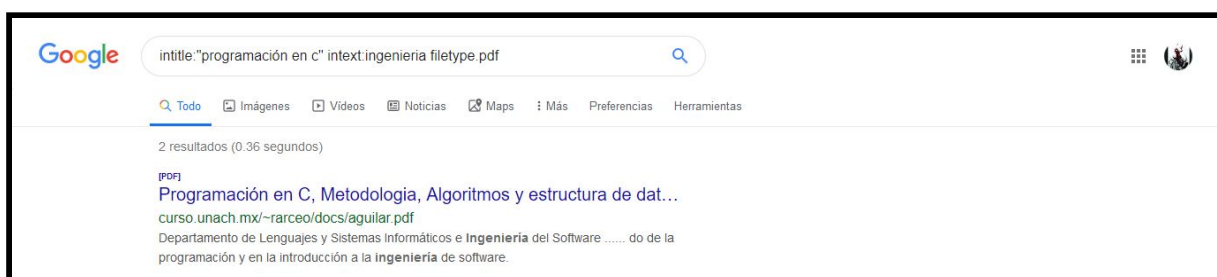 Google
intitle:"programación en c" intext:ingenieria filetype.pdf
Todo Imágenes Vídeos Noticias Maps Más Preferencias Herramientas
2 resultados (0.36 segundos)
[PDF]
Programación en C, Metodologia, Algoritmos y estructura de dat...
curso.unach.mx/~rarceo/docs/aguilar.pdf
Departamento de Lenguajes y Sistemas Informáticos e Ingeniería del Software ...... do de la
programación y en la introducción a la ingeniería de software.